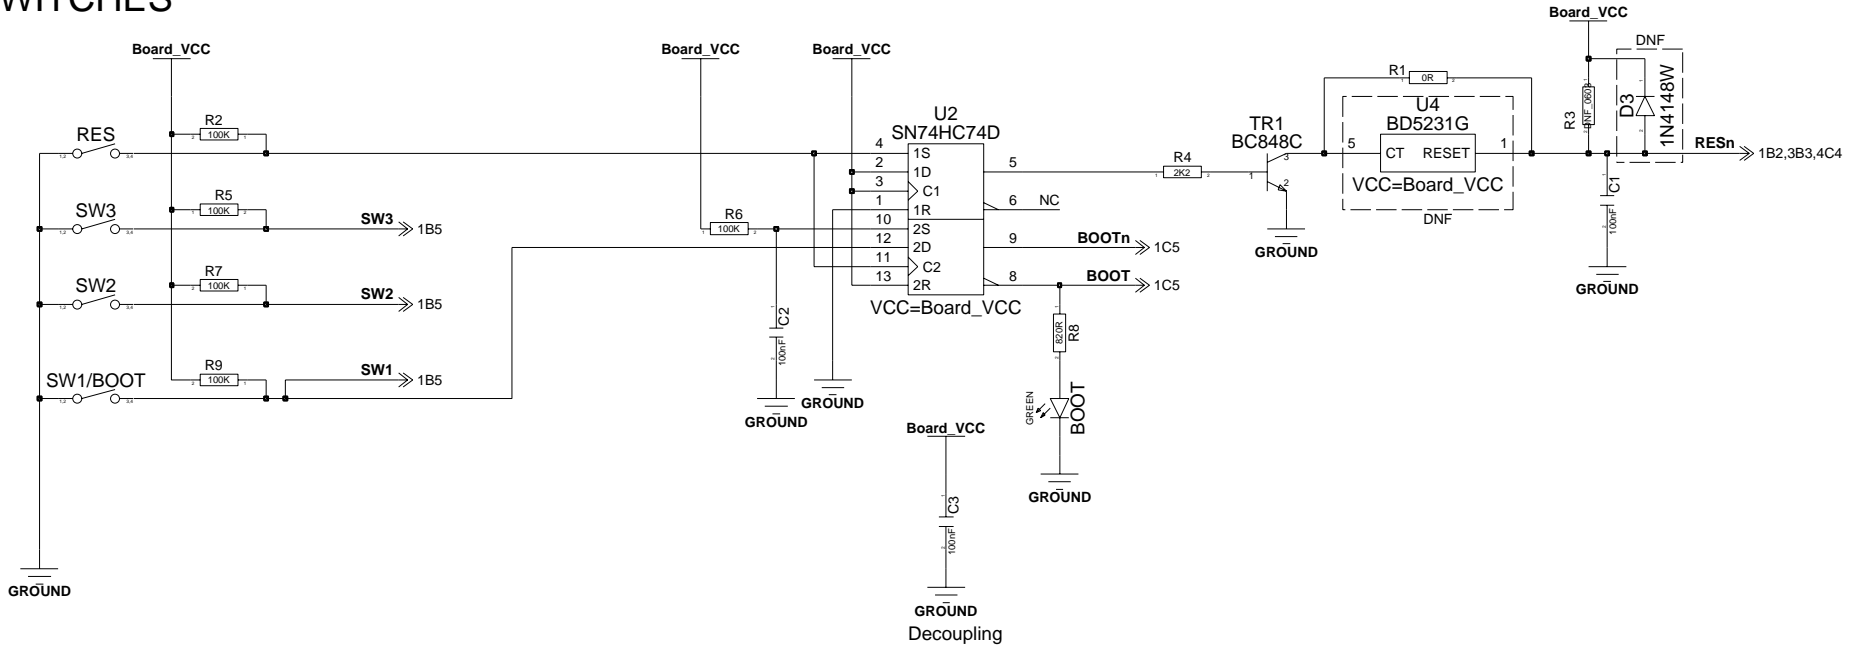 WITCHES
Board_VCC
Board_VCC
Board_VCC
Board_VCC
DNF
R1
0R
R3
DNF_0603
D3
1N4148W
U2
SN74HC74D
TR1
BC848C
U4
BD5231G
R2
100K
RES
4 1S
2 1D
3 C1
1 1R
10 2S
12 2D
11 C2
13 2R
5
6 NC
9 BOOTn 1C5
8 BOOT 1C5
VCC=Board_VCC
R4
2K2
1
3
2
GROUND
5 CT RESET 1
VCC=Board_VCC
DNF
RESn 1B2,3B3,4C4
C1
100nF
GROUND
R5
100K
SW3
SW3 1B5
R6
100K
R7
100K
SW2
SW2 1B5
C2
100nF
GROUND
GROUND
R8
820R
GREEN
BOOT
GROUND
R9
100K
SW1/BOOT
SW1 1B5
Board_VCC
C3
100nF
GROUND
Decoupling
GROUND